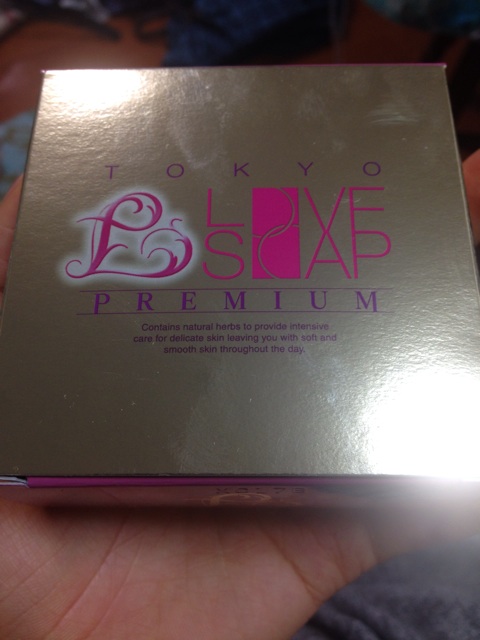 TOKYO
LOVE
SOAP
PREMIUM
Contains natural herbs to provide intensive
care for delicate skin leaving you with soft and
smooth skin throughout the day.